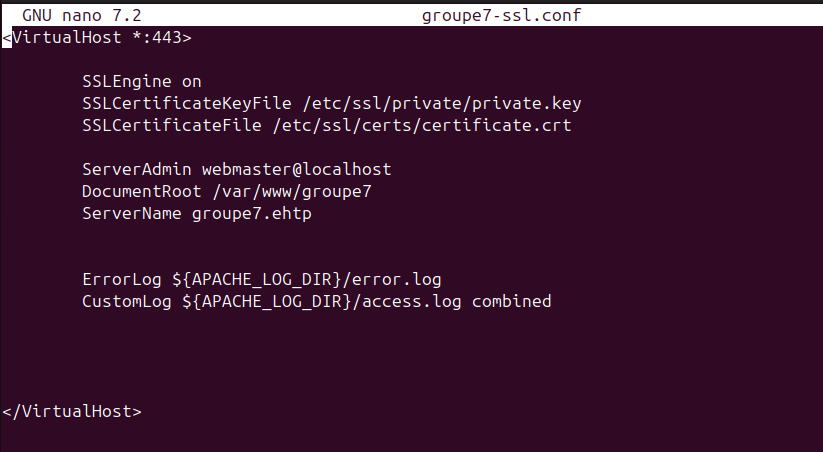 GNU nano 7.2 groupe7-ssl.conf
<VirtualHost *:443>
SSLEngine on
SSLCertificateKeyFile /etc/ssl/private/private.key
SSLCertificateFile /etc/ssl/certs/certificate.crt
ServerAdmin webmaster@localhost
DocumentRoot /var/www/groupe7
ServerName groupe7.ehtp
ErrorLog ${APACHE_LOG_DIR}/error.log
CustomLog ${APACHE_LOG_DIR}/access.log combined
</VirtualHost>